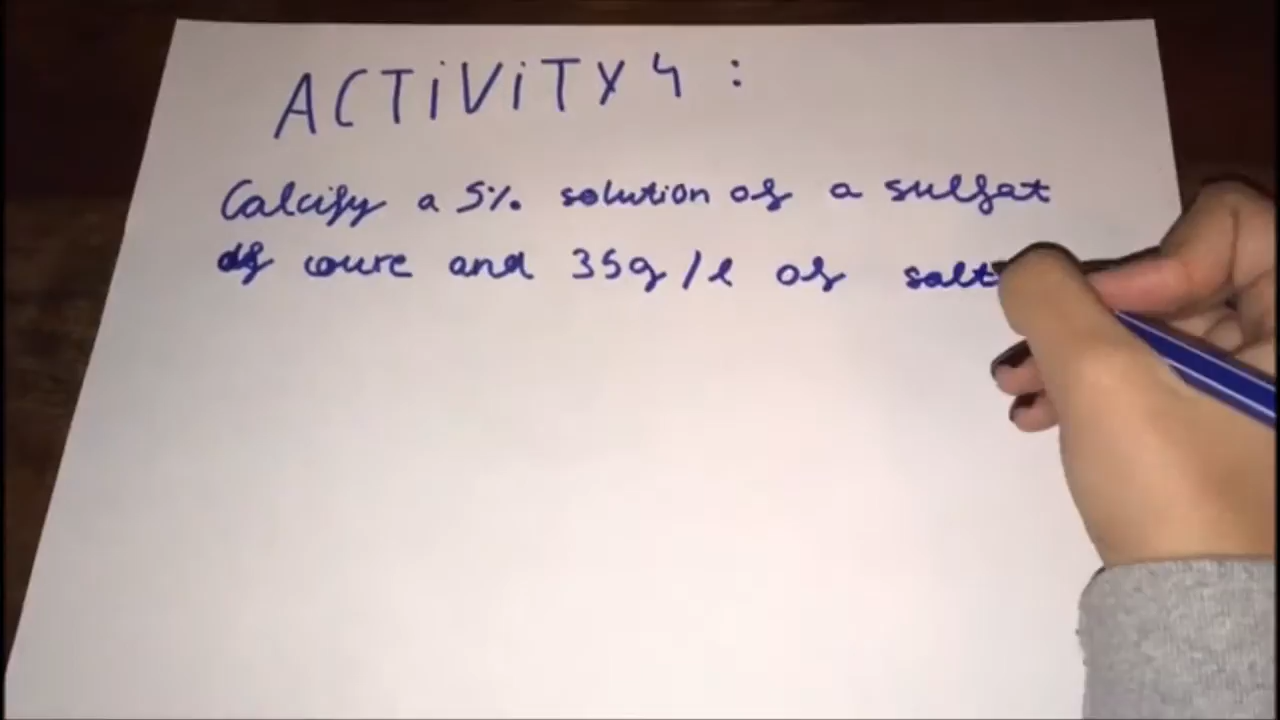 ACTiViTY 4 :
Calcify a 5% solution of a sulfat
of coure and 35g/l of salt